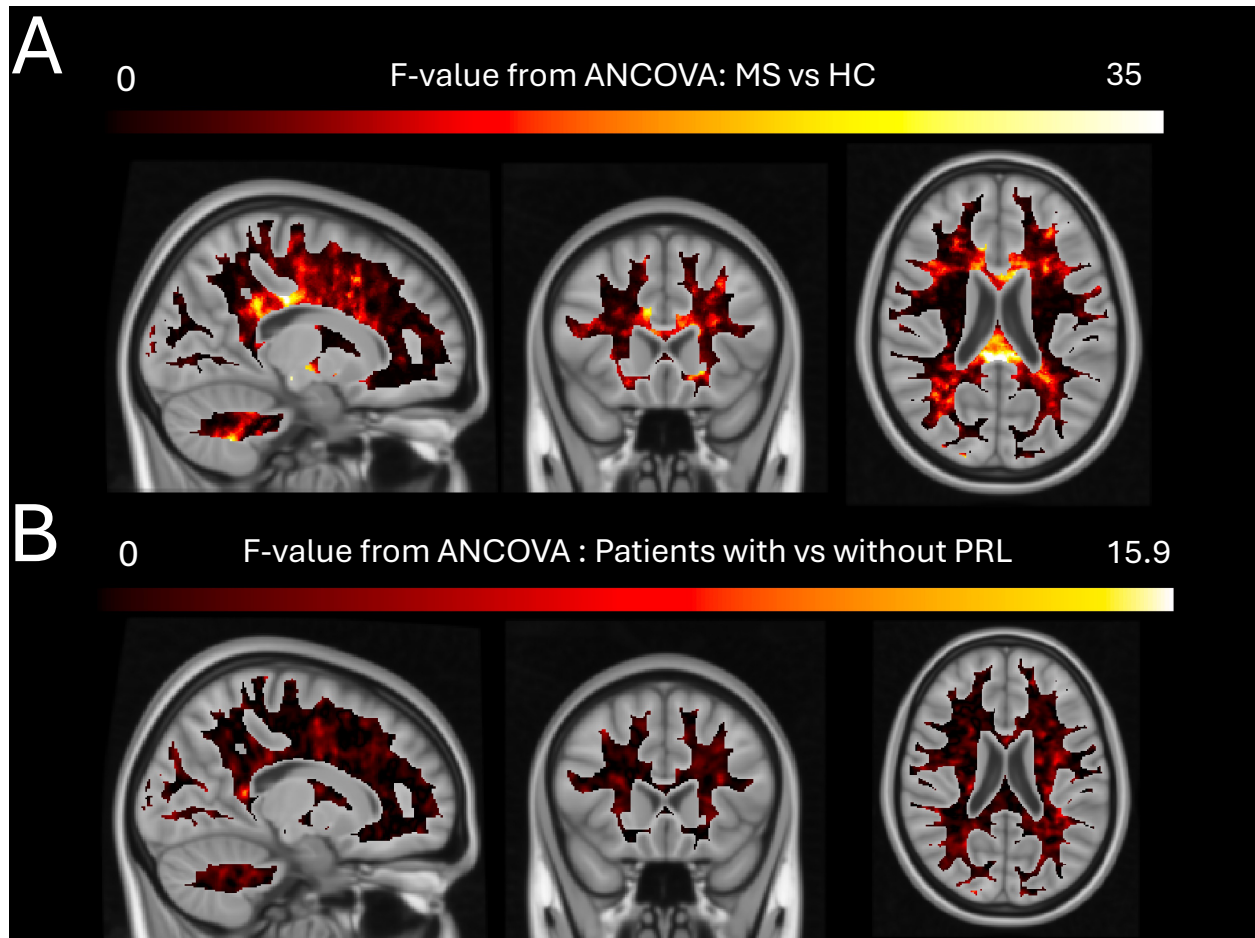 A
0 F-value from ANCOVA: MS vs HC 35
B
0 F-value from ANCOVA : Patients with vs without PRL 15.9